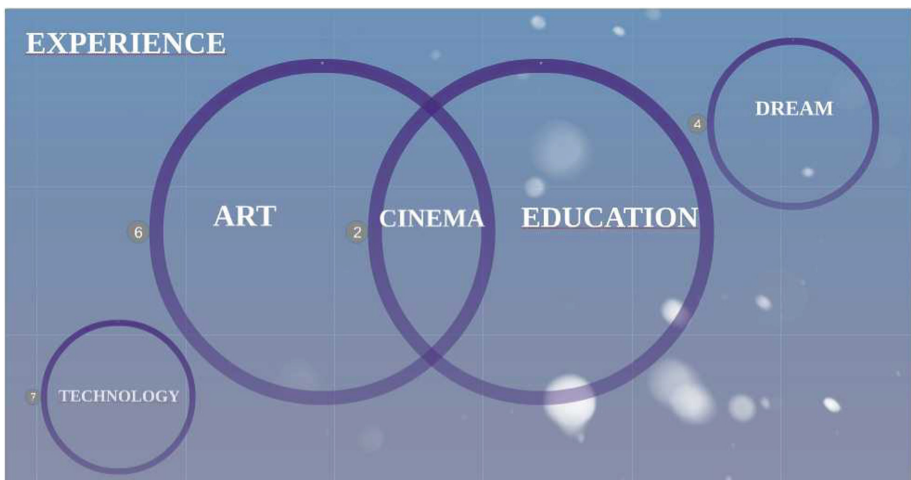 EXPERIENCE
DREAM
4
ART
CINEMA
EDUCATION
6
2
TECHNOLOGY
7